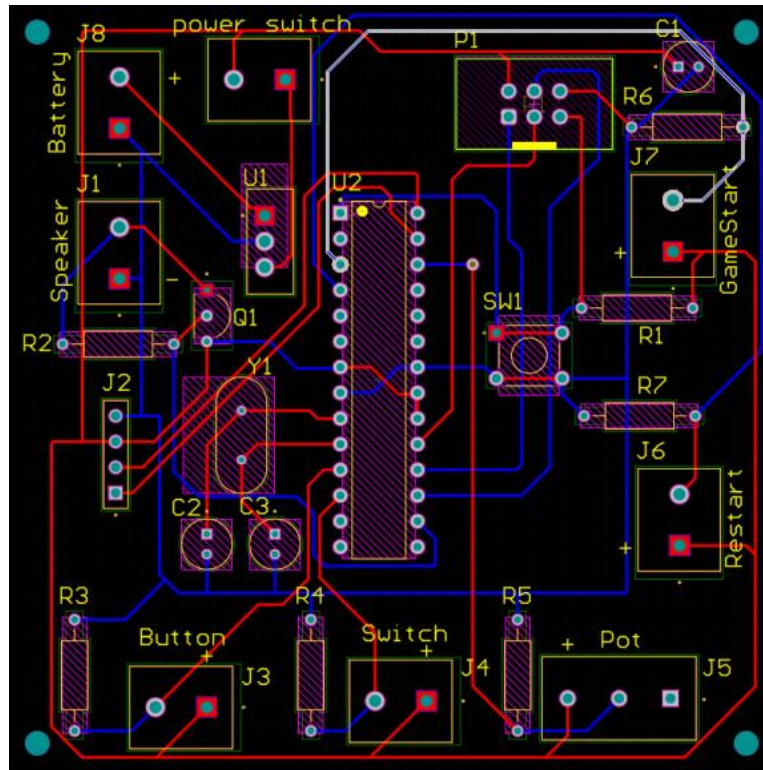 J8
power switch
C1
P1
Battery
R6
J7
U1
U2
J1
Speaker
GameStart
Q1
SW1
R1
R2
Y1
J2
R7
J6
C2
C3
Restart
R3
R4
R5
Button
Switch
Pot
J3
J4
J5